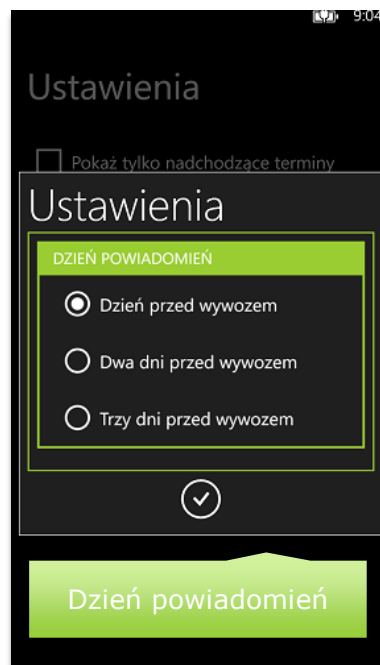 9:04
Ustawienia
Pokaż tylko nadchodzące terminy
Ustawienia
DZIEŃ POWIADOMIEŃ
Dzień przed wywozem
Dwa dni przed wywozem
Trzy dni przed wywozem
Dzień powiadomień